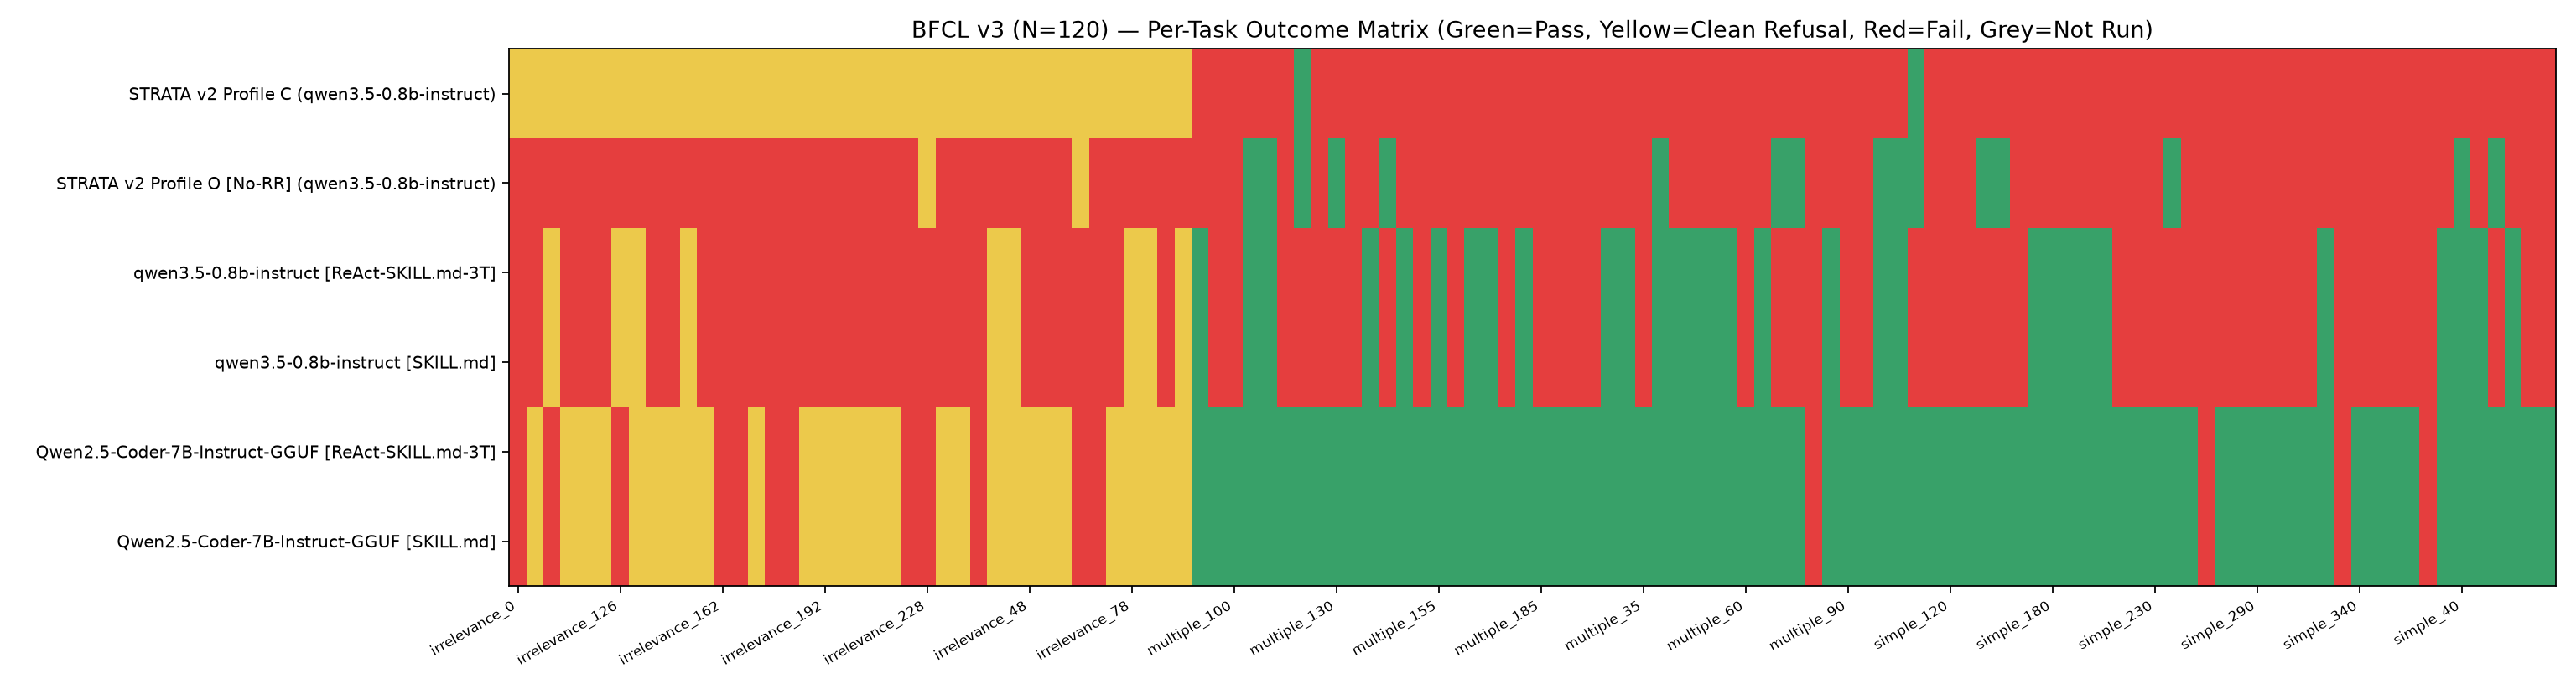 BFCL v3 (N=120) — Per-Task Outcome Matrix (Green=Pass, Yellow=Clean Refusal, Red=Fail, Grey=Not Run)
STRATA v2 Profile C (qwen3.5-0.8b-instruct)
STRATA v2 Profile O [No-RR] (qwen3.5-0.8b-instruct)
qwen3.5-0.8b-instruct [ReAct-SKILL.md-3T]
qwen3.5-0.8b-instruct [SKILL.md]
Qwen2.5-Coder-7B-Instruct-GGUF [ReAct-SKILL.md-3T]
Qwen2.5-Coder-7B-Instruct-GGUF [SKILL.md]
irrelevance_0
irrelevance_126
irrelevance_162
irrelevance_192
irrelevance_228
irrelevance_48
irrelevance_78
multiple_100
multiple_130
multiple_155
multiple_185
multiple_35
multiple_60
multiple_90
simple_120
simple_180
simple_230
simple_290
simple_340
simple_40